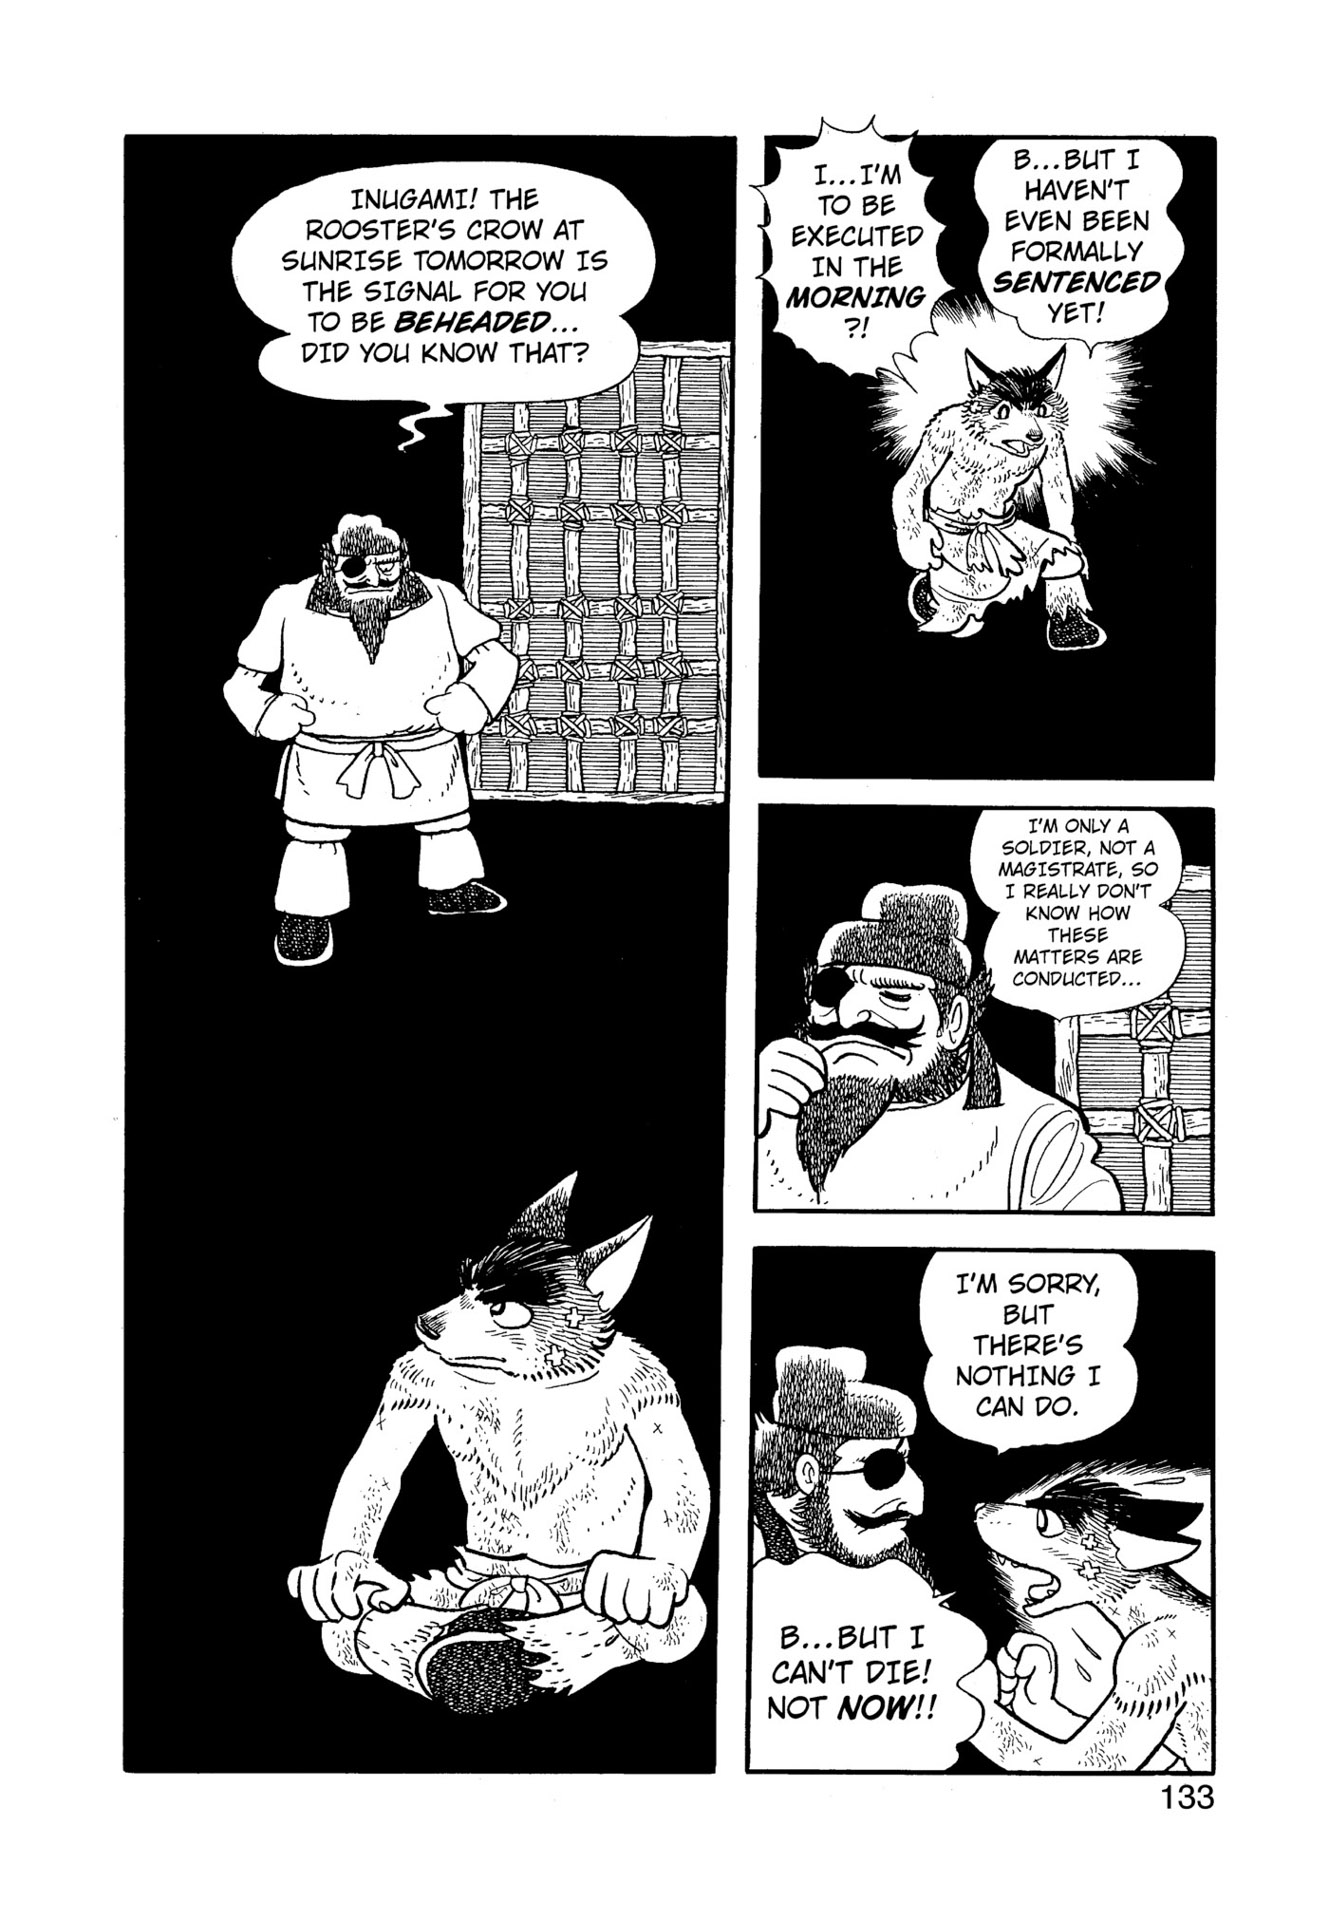 INUGAMI! THE
ROOSTER'S CROW AT
SUNRISE TOMORROW IS
THE SIGNAL FOR YOU
TO BE BEHEADED...
DID YOU KNOW THAT?
I...I'M
TO BE
EXECUTED
IN THE
MORNING
?!
B...BUT I
HAVEN'T
EVEN BEEN
FORMALLY
SENTENCED
YET!
I'M ONLY A
SOLDIER, NOT A
MAGISTRATE, SO
I REALLY DON'T
KNOW HOW
THESE
MATTERS ARE
CONDUCTED...
I'M SORRY,
BUT
THERE'S
NOTHING I
CAN DO.
B...BUT I
CAN'T DIE!
NOT NOW!!
133